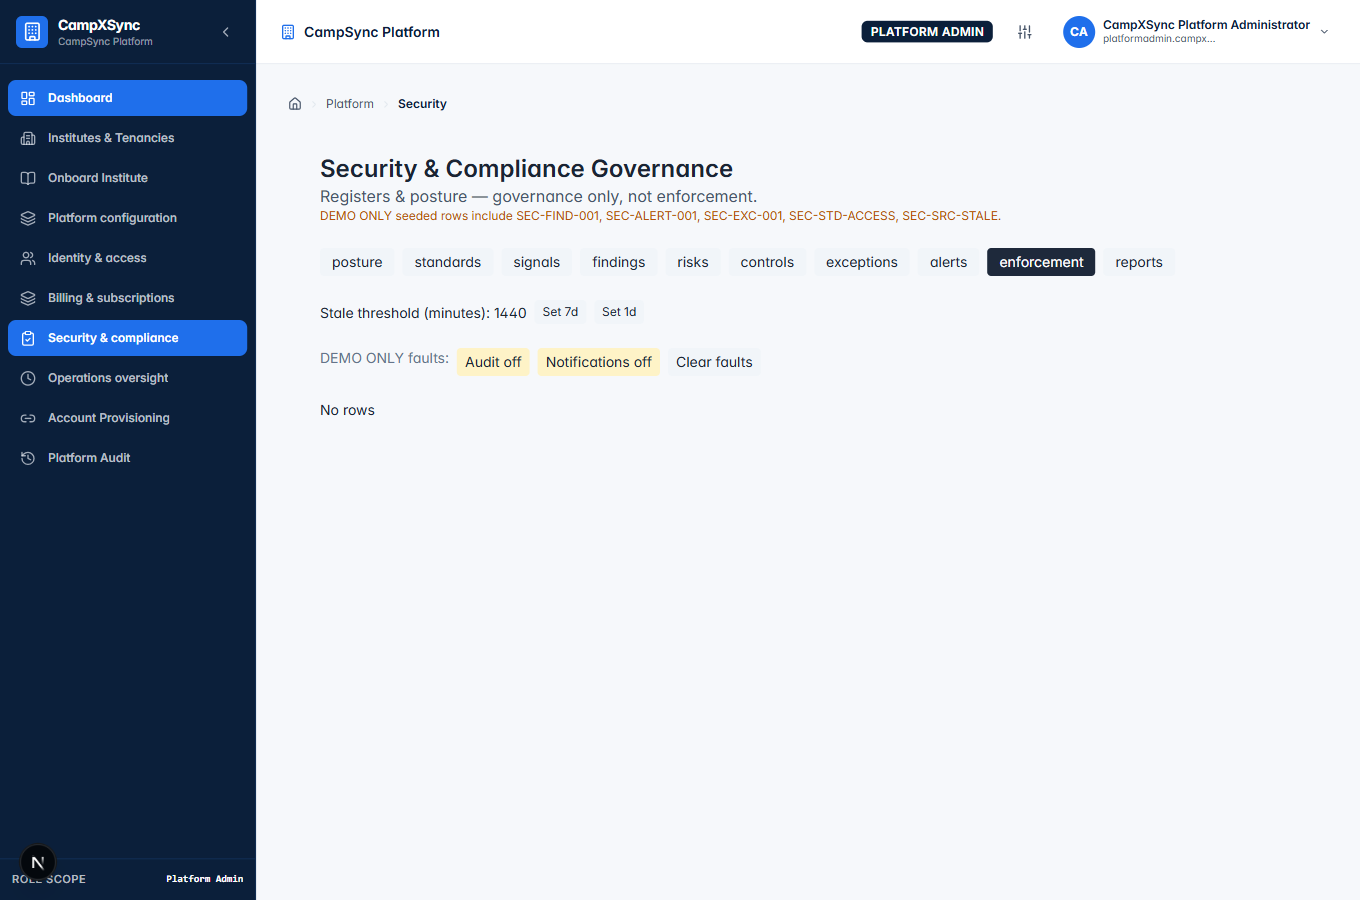 CampXSync
CampSync Platform
Dashboard
Institutes & Tenancies
Onboard Institute
Platform configuration
Identity & access
Billing & subscriptions
Security & compliance
Operations oversight
Account Provisioning
Platform Audit
N
SCOPE
Platform Admin
CampSync Platform
PLATFORM ADMIN
CA
CampXSync Platform Administrator
platformadmin.campx...
Platform
Security
Security & Compliance Governance
Registers & posture — governance only, not enforcement.
DEMO ONLY seeded rows include SEC-FIND-001, SEC-ALERT-001, SEC-EXC-001, SEC-STD-ACCESS, SEC-SRC-STALE.
posture standards signals findings risks controls exceptions alerts enforcement reports
Stale threshold (minutes): 1440 Set 7d Set 1d
DEMO ONLY faults: Audit off Notifications off Clear faults
No rows